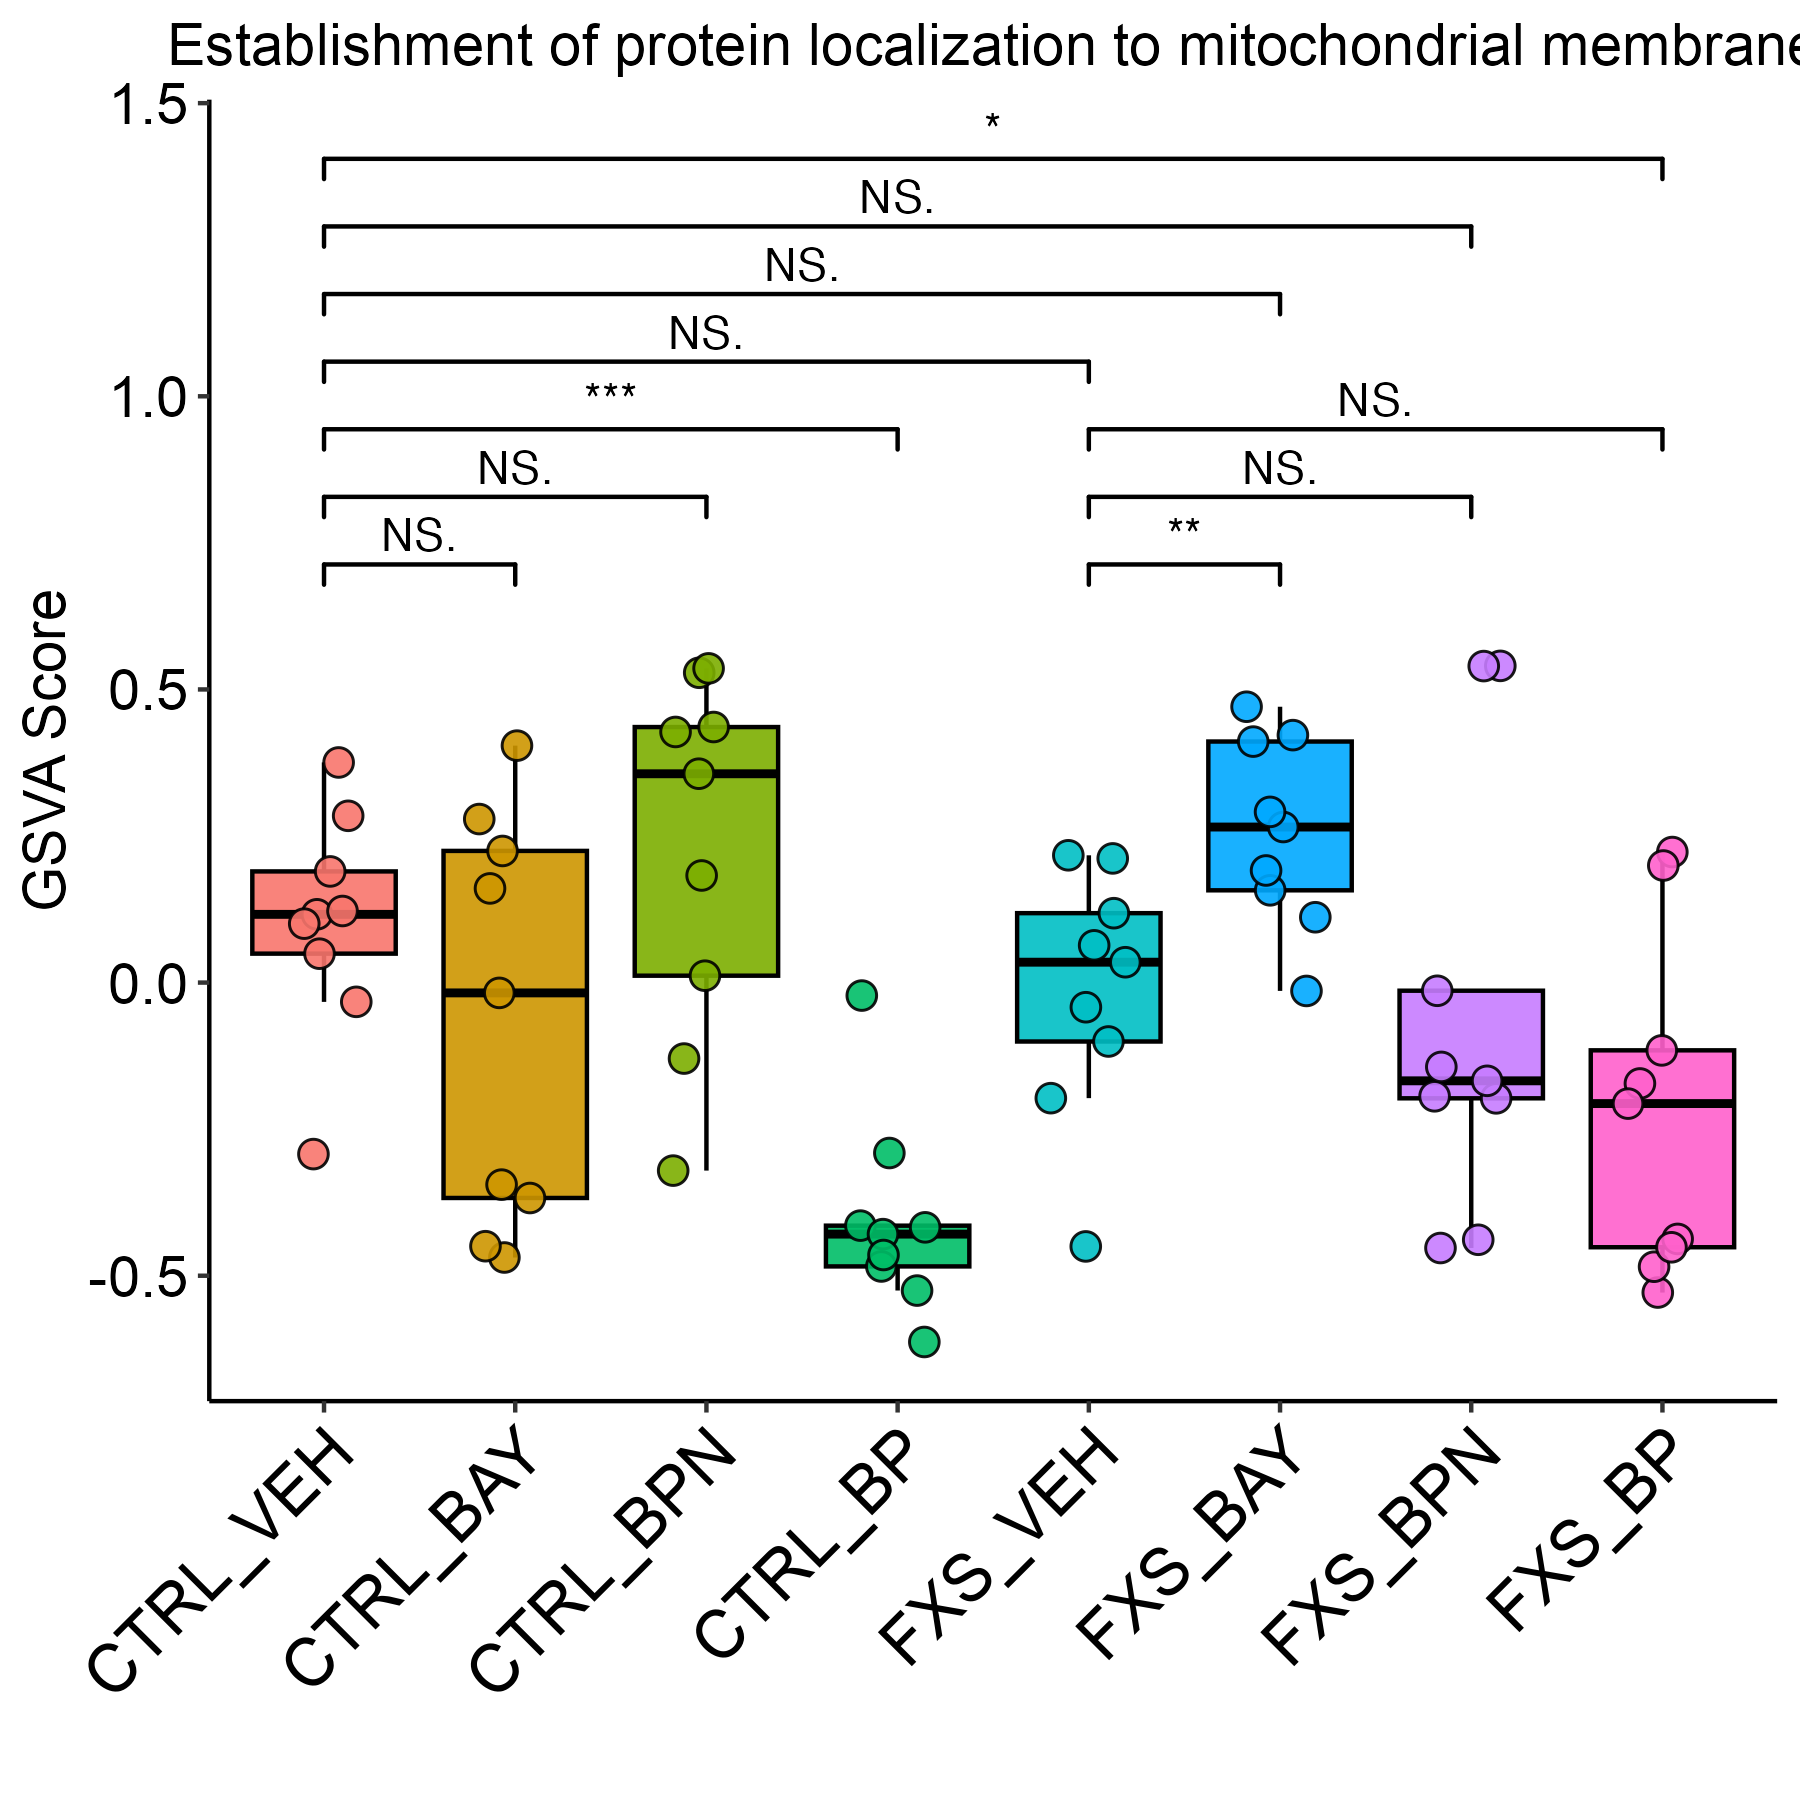 Establishment of protein localization to mitochondrial membrane
1.5
1.0
0.5
0.0
-0.5
GSVA Score
*
NS.
NS.
NS.
***
NS.
NS.
NS.
NS.
**
CTRL_VEH
CTRL_BAY
CTRL_BPN
CTRL_BP
FXS_VEH
FXS_BAY
FXS_BPN
FXS_BP